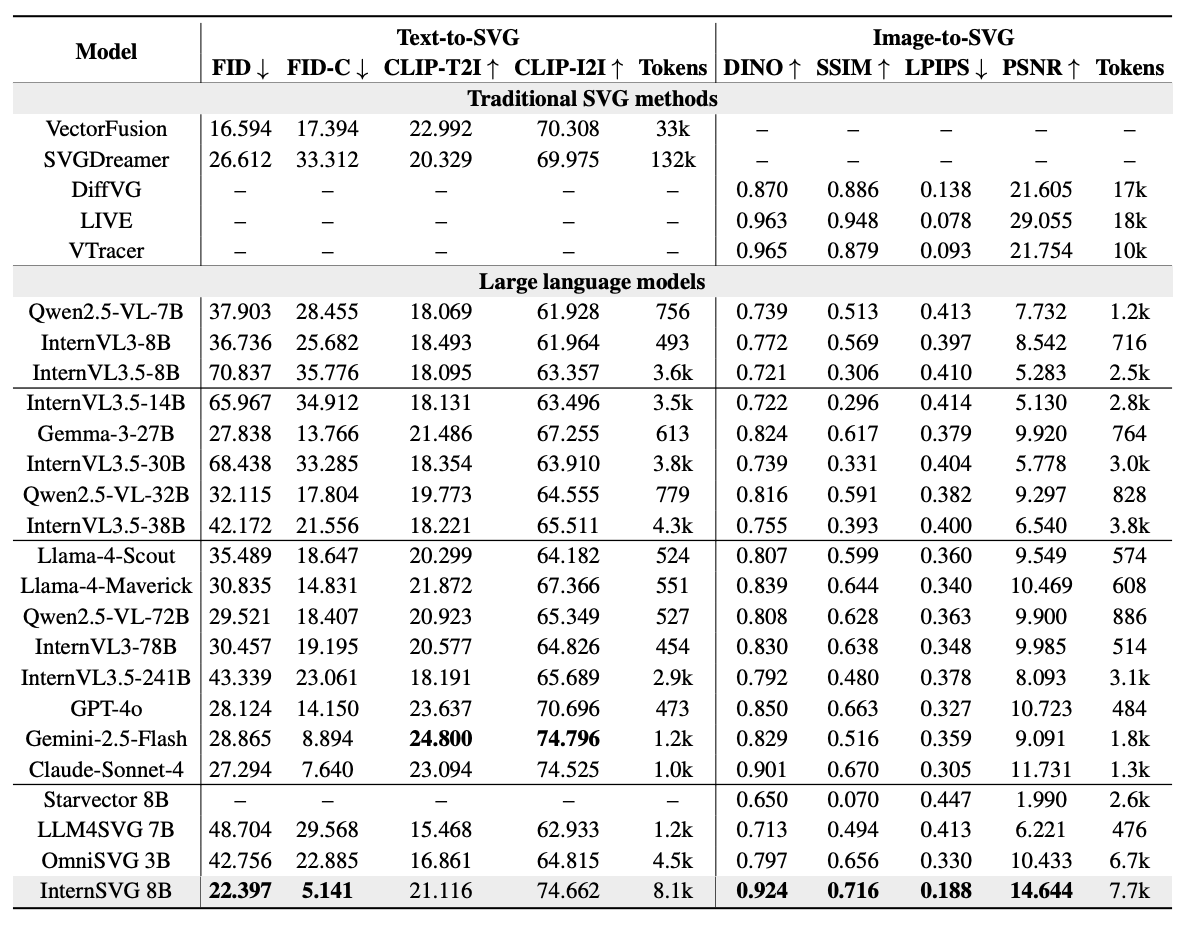 Model Text-to-SVG Image-to-SVG
FID ↓ FID-C ↓ CLIP-T2I ↑ CLIP-I2I ↑ Tokens DINO ↑ SSIM ↑ LPIPS ↓ PSNR ↑ Tokens
Traditional SVG methods
VectorFusion 16.594 17.394 22.992 70.308 33k – – – – –
SVGDreamer 26.612 33.312 20.329 69.975 132k – – – – –
DiffVG – – – – – 0.870 0.886 0.138 21.605 17k
LIVE – – – – – 0.963 0.948 0.078 29.055 18k
VTracer – – – – – 0.965 0.879 0.093 21.754 10k
Large language models
Qwen2.5-VL-7B 37.903 28.455 18.069 61.928 756 0.739 0.513 0.413 7.732 1.2k
InternVL3-8B 36.736 25.682 18.493 61.964 493 0.772 0.569 0.397 8.542 716
InternVL3.5-8B 70.837 35.776 18.095 63.357 3.6k 0.721 0.306 0.410 5.283 2.5k
InternVL3.5-14B 65.967 34.912 18.131 63.496 3.5k 0.722 0.296 0.414 5.130 2.8k
Gemma-3-27B 27.838 13.766 21.486 67.255 613 0.824 0.617 0.379 9.920 764
InternVL3.5-30B 68.438 33.285 18.354 63.910 3.8k 0.739 0.331 0.404 5.778 3.0k
Qwen2.5-VL-32B 32.115 17.804 19.773 64.555 779 0.816 0.591 0.382 9.297 828
InternVL3.5-38B 42.172 21.556 18.221 65.511 4.3k 0.755 0.393 0.400 6.540 3.8k
Llama-4-Scout 35.489 18.647 20.299 64.182 524 0.807 0.599 0.360 9.549 574
Llama-4-Maverick 30.835 14.831 21.872 67.366 551 0.839 0.644 0.340 10.469 608
Qwen2.5-VL-72B 29.521 18.407 20.923 65.349 527 0.808 0.628 0.363 9.900 886
InternVL3-78B 30.457 19.195 20.577 64.826 454 0.830 0.638 0.348 9.985 514
InternVL3.5-241B 43.339 23.061 18.191 65.689 2.9k 0.792 0.480 0.378 8.093 3.1k
GPT-4o 28.124 14.150 23.637 70.696 473 0.850 0.663 0.327 10.723 484
Gemini-2.5-Flash 28.865 8.894 24.800 74.796 1.2k 0.829 0.516 0.359 9.091 1.8k
Claude-Sonnet-4 27.294 7.640 23.094 74.525 1.0k 0.901 0.670 0.305 11.731 1.3k
Starvector 8B – – – – – 0.650 0.070 0.447 1.990 2.6k
LLM4SVG 7B 48.704 29.568 15.468 62.933 1.2k 0.713 0.494 0.413 6.221 476
OmniSVG 3B 42.756 22.885 16.861 64.815 4.5k 0.797 0.656 0.330 10.433 6.7k
InternSVG 8B 22.397 5.141 21.116 74.662 8.1k 0.924 0.716 0.188 14.644 7.7k